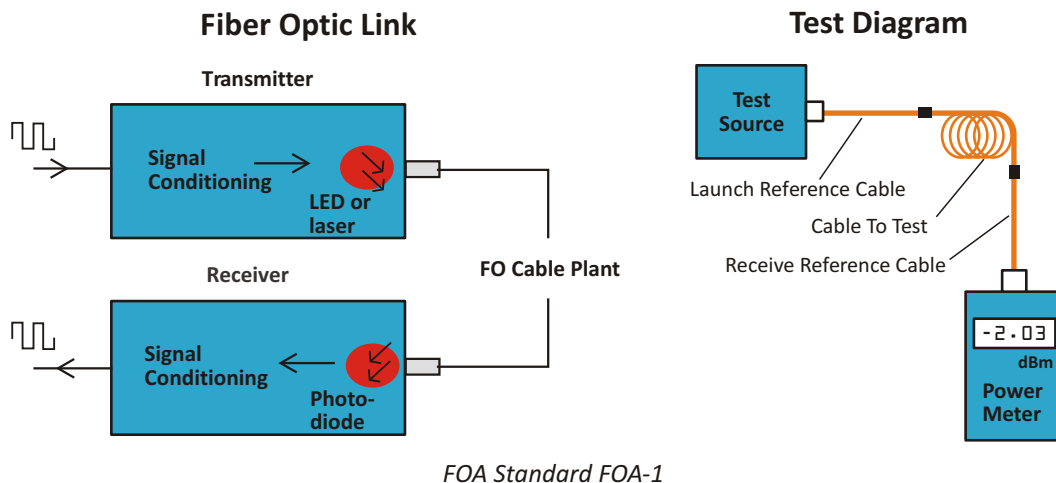 Fiber Optic Link
Transmitter
Signal
Conditioning
LED or
laser
FO Cable Plant
Receiver
Signal
Conditioning
Photo-
diode
Test Diagram
Test
Source
Launch Reference Cable
Cable To Test
Receive Reference Cable
-2.03
dBm
Power
Meter
FOA Standard FOA-1